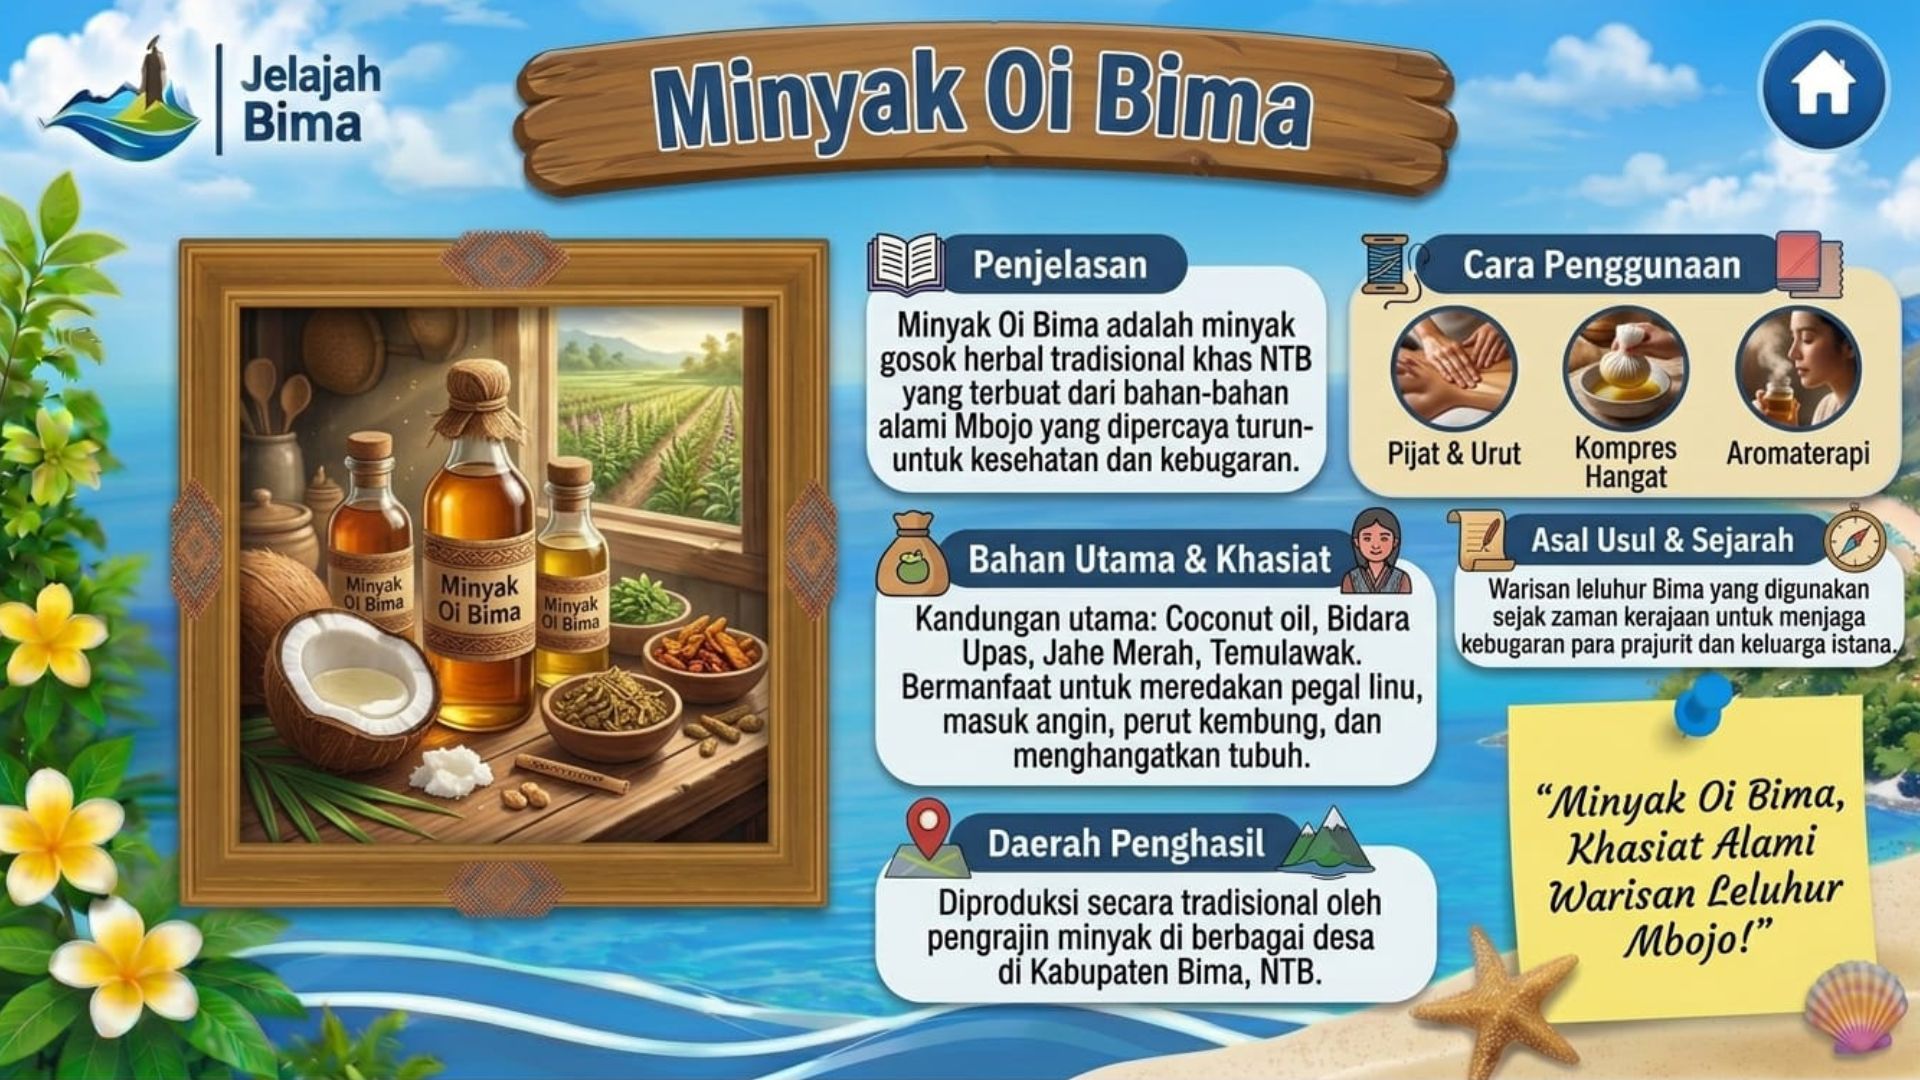 Jelajah
Bima
Minyak Oi Bima
Minyak
OI Bima
Minyak
Oi Bima
Minyak
OI Bima
Penjelasan
Minyak Oi Bima adalah minyak
gosok herbal tradisional khas NTB
yang terbuat dari bahan-bahan
alami Mbojo yang dipercaya turun-
untuk kesehatan dan kebugaran.
Cara Penggunaan
Pijat & Urut
Kompres
Hangat
Aromaterapi
Bahan Utama & Khasiat
Kandungan utama: Coconut oil, Bidara
Upas, Jahe Merah, Temulawak.
Bermanfaat untuk meredakan pegal linu,
masuk angin, perut kembung, dan
menghangatkan tubuh.
Asal Usul & Sejarah
Warisan leluhur Bima yang digunakan
sejak zaman kerajaan untuk menjaga
kebugaran para prajurit dan keluarga istana.
Daerah Penghasil
Diproduksi secara tradisional oleh
pengrajin minyak di berbagai desa
di Kabupaten Bima, NTB.
“Minyak Oi Bima,
Khasiat Alami
Warisan Leluhur
Mbojo!”